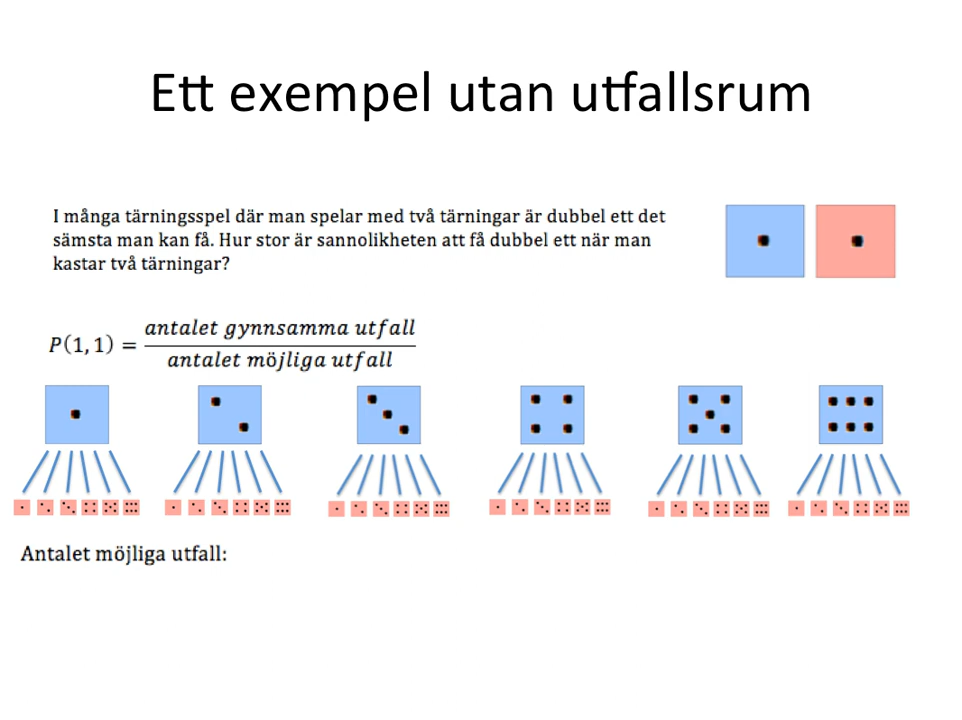 Ett exempel utan utfallsrum
I många tärningsspel där man spelar med två tärningar är dubbel ett det
sämsta man kan få. Hur stor är sannolikheten att få dubbel ett när man
kastar två tärningar?
P(1,1) = antalet gynnsamma utfall / antalet möjliga utfall
Antalet möjliga utfall: